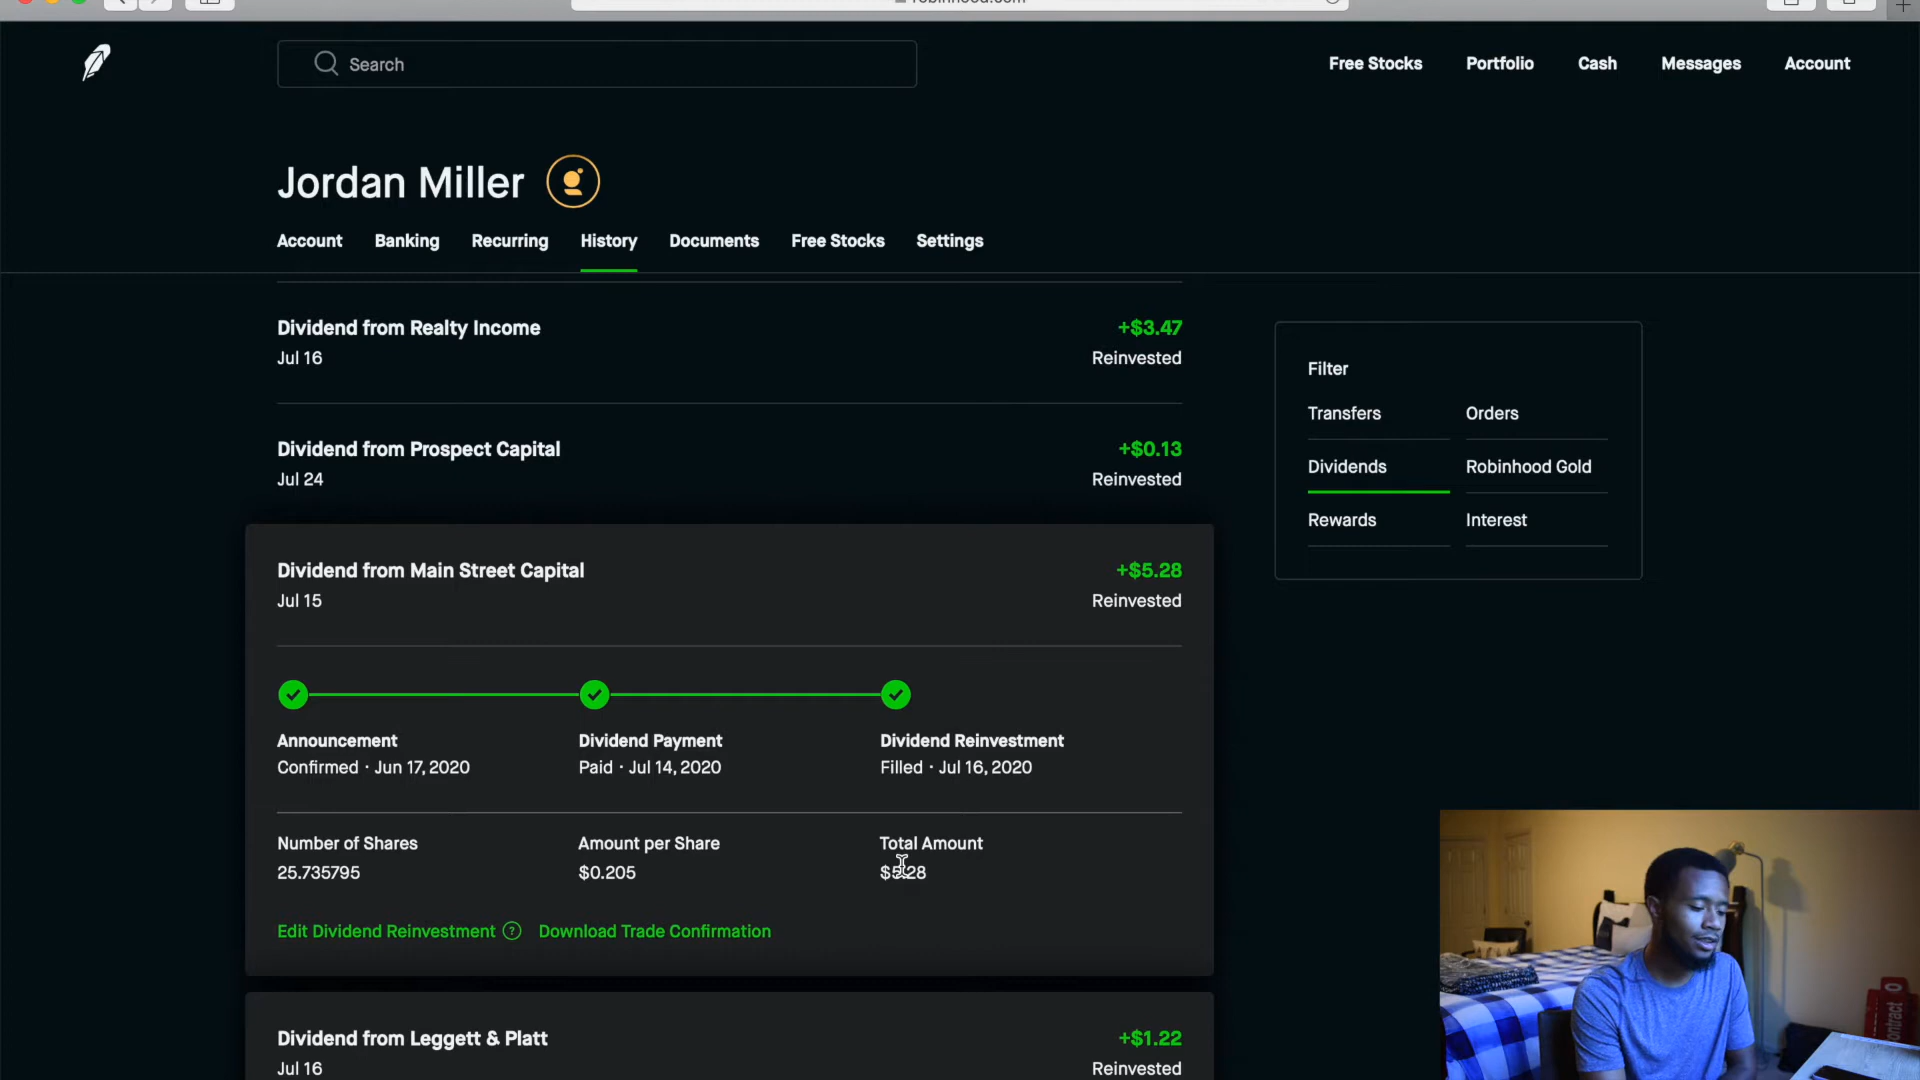 Search
Free Stocks Portfolio Cash Messages Account
Jordan Miller
Account Banking Recurring History Documents Free Stocks Settings
Dividend from Realty Income +$3.47
Jul 16 Reinvested
Dividend from Prospect Capital +$0.13
Jul 24 Reinvested
Dividend from Main Street Capital +$5.28
Jul 15 Reinvested
Announcement Dividend Payment Dividend Reinvestment
Confirmed · Jun 17, 2020 Paid · Jul 14, 2020 Filled · Jul 16, 2020
Number of Shares Amount per Share Total Amount
25.735795 $0.205 $5.28
Edit Dividend Reinvestment ? Download Trade Confirmation
Dividend from Leggett & Platt +$1.22
Jul 16 Reinvested
Filter
Transfers Orders
Dividends Robinhood Gold
Rewards Interest